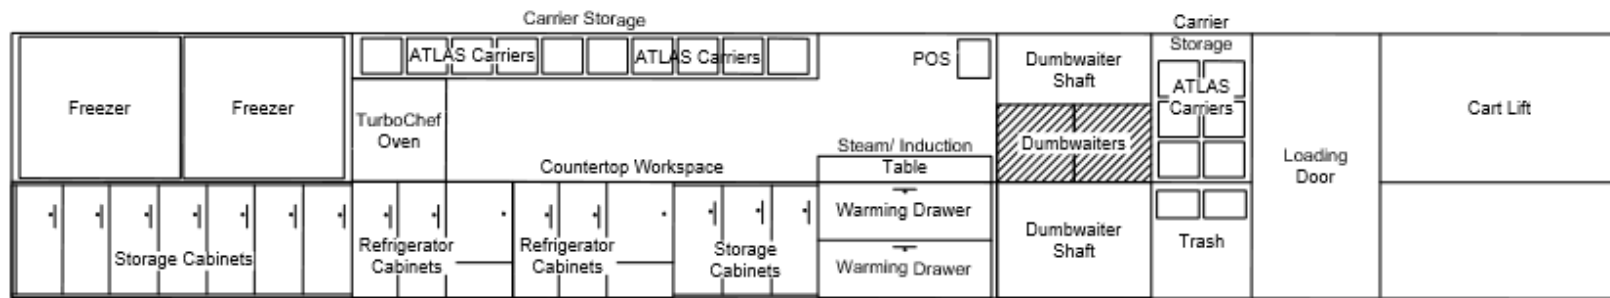 Carrier Storage
Carrier
Storage
ATLAS Carriers
ATLAS Carriers
POS
Dumbwaiter
Shaft
ATLAS
Carriers
Freezer
Freezer
TurboChef
Oven
Cart Lift
Steam/ Induction
Table
Dumbwaiters
Loading
Door
Countertop Workspace
Warming Drawer
Storage Cabinets
Refrigerator
Cabinets
Refrigerator
Cabinets
Storage
Cabinets
Warming Drawer
Dumbwaiter
Shaft
Trash